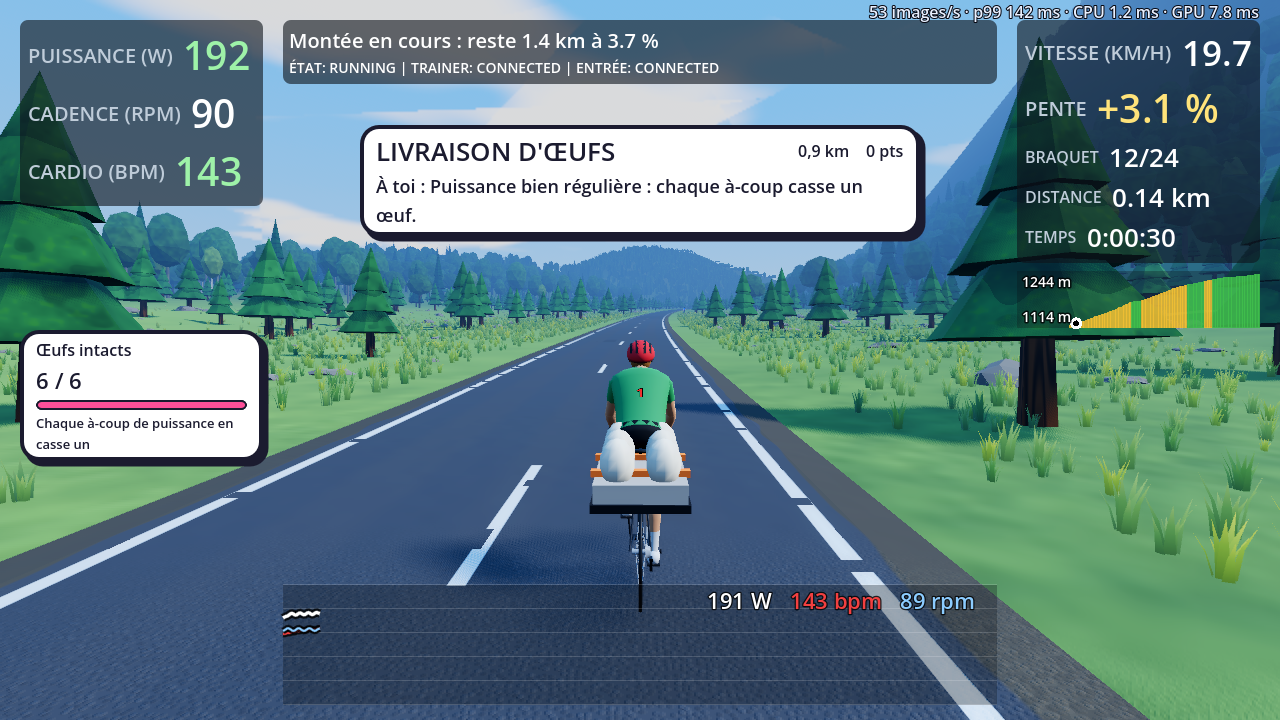 53 images/s · p99 142 ms · CPU 1.2 ms · GPU 7.8 ms
PUISSANCE (W) 192
CADENCE (RPM) 90
CARDIO (BPM) 143
Montée en cours : reste 1.4 km à 3.7 %
ÉTAT: RUNNING | TRAINER: CONNECTED | ENTRÉE: CONNECTED
VITESSE (KM/H) 19.7
PENTE +3.1 %
BRAQUET 12/24
DISTANCE 0.14 km
TEMPS 0:00:30
1244 m
1114 m
LIVRAISON D'ŒUFS 0,9 km 0 pts
À toi : Puissance bien régulière : chaque à-coup casse un
œuf.
Œufs intacts
6 / 6
Chaque à-coup de puissance en
casse un
1
191 W 143 bpm 89 rpm